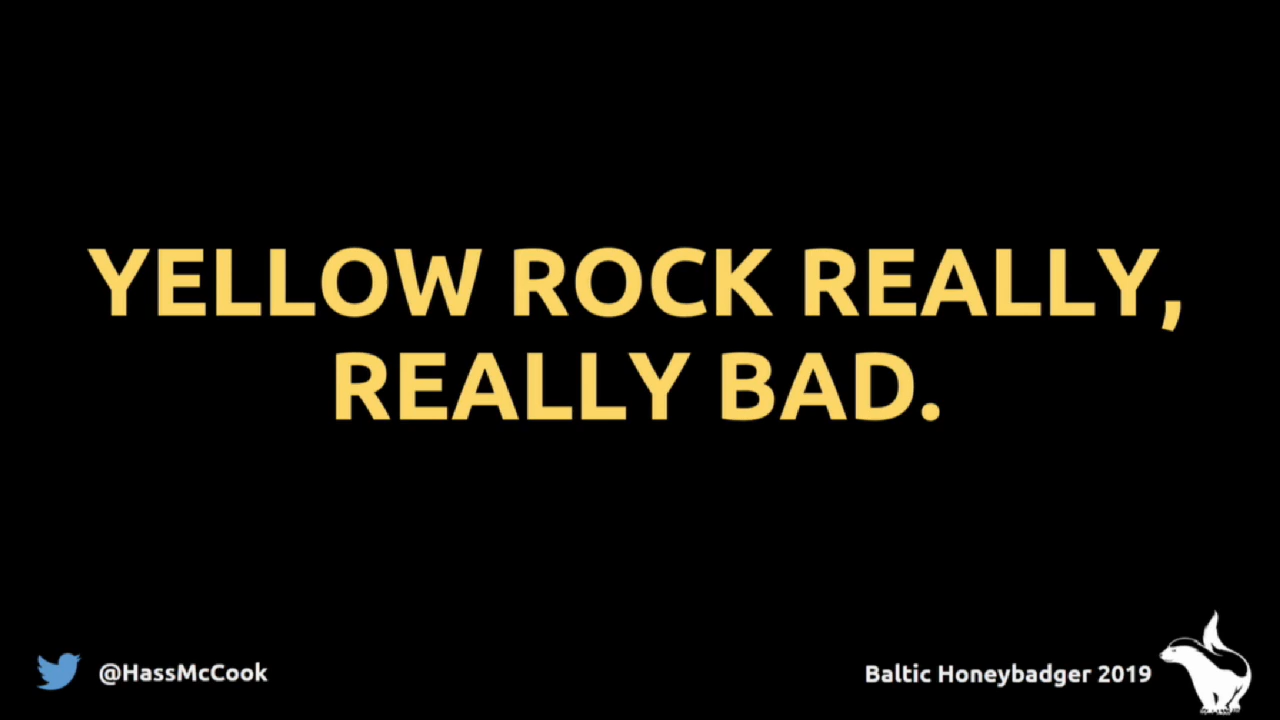 YELLOW ROCK REALLY,
REALLY BAD.
@HassMcCook
Baltic Honeybadger 2019